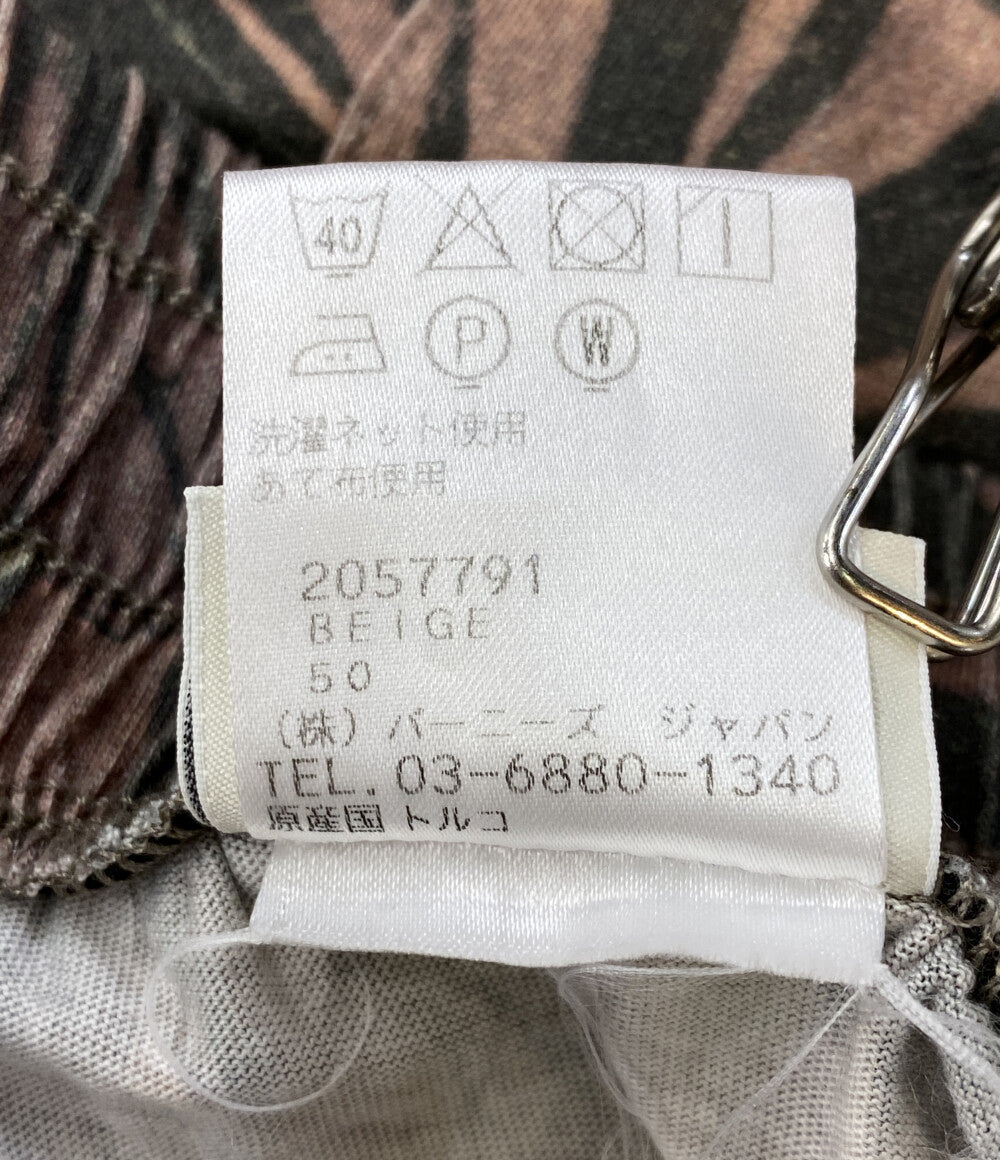 40
P W
洗濯ネット使用
あて布使用
2057791
BEIGE
50
(株) バーニーズ ジャパン
TEL. 03-6880-1340
原産国 トルコ